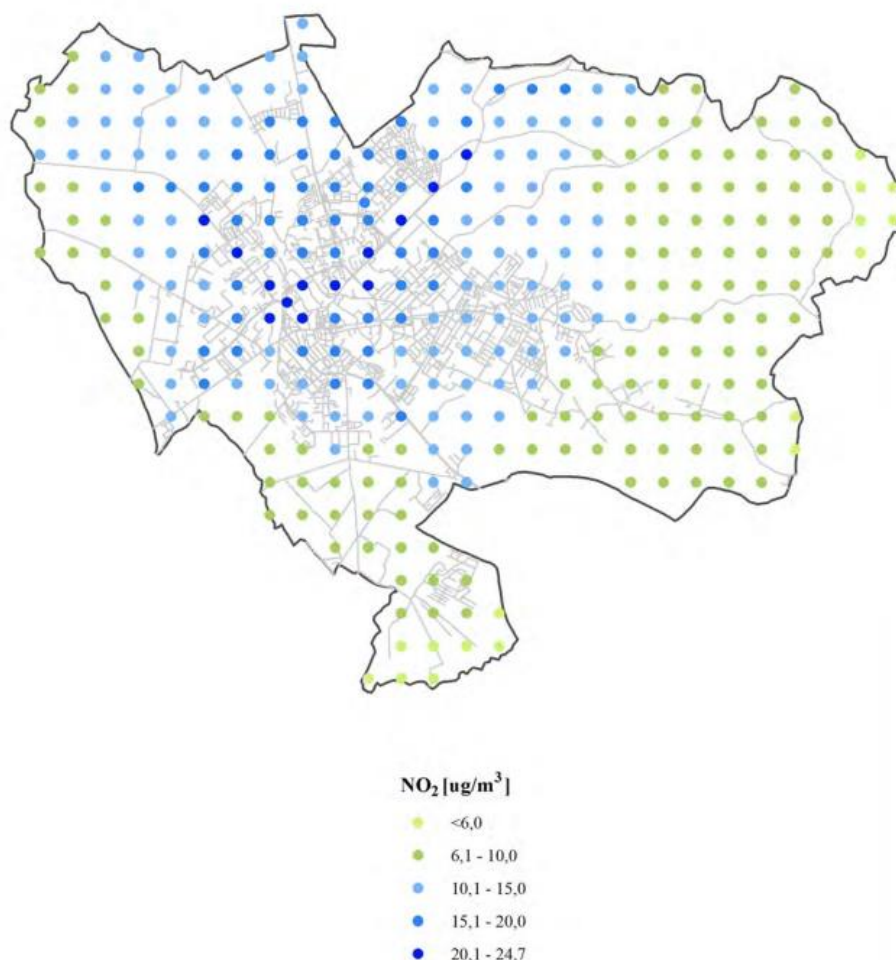 NO₂ [ug/m³]
<6,0
6,1 - 10,0
10,1 - 15,0
15,1 - 20,0
20,1 - 24,7